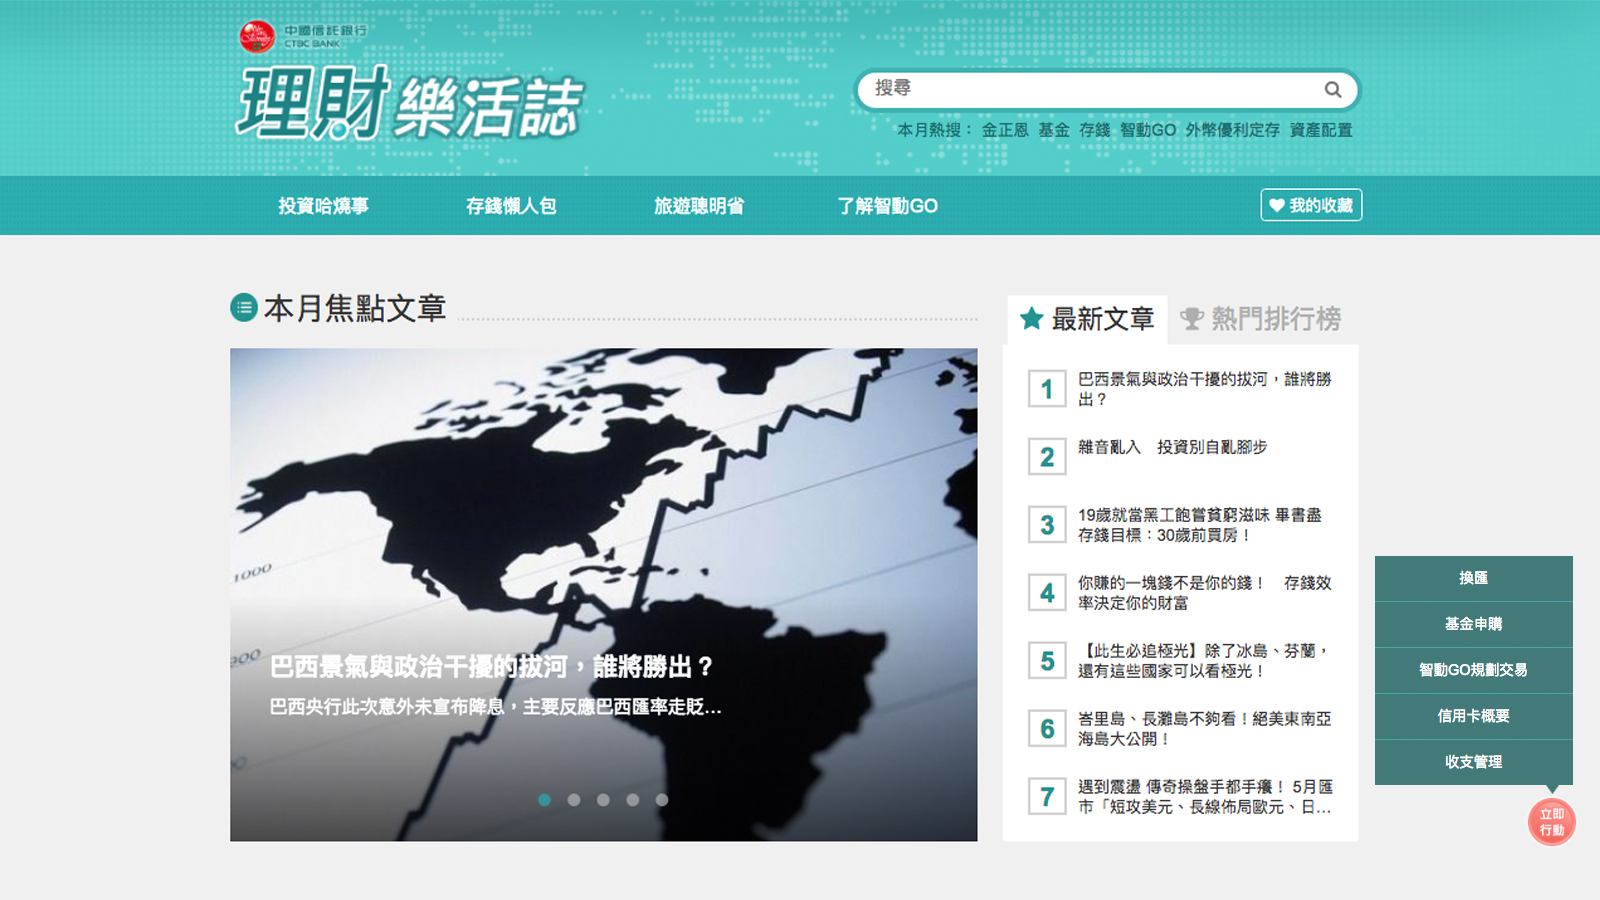 中國信託銀行
CTBC BANK
理財樂活誌
搜尋
本月熱搜： 金正恩 基金 存錢 智動GO 外幣優利定存 資產配置
投資哈燒事 存錢懶人包 旅遊聰明省 了解智動GO 我的收藏
本月焦點文章
1000
900
巴西景氣與政治干擾的拔河，誰將勝出？
巴西央行此次意外未宣布降息，主要反應巴西匯率走貶...
最新文章 熱門排行榜
1 巴西景氣與政治干擾的拔河，誰將勝
出？
2 雜音亂入　投資別自亂腳步
3 19歲就當黑工飽嘗貧窮滋味 畢書盡
存錢目標：30歲前買房！
4 你賺的一塊錢不是你的錢！　存錢效
率決定你的財富
5 【此生必追極光】除了冰島、芬蘭，
還有這些國家可以看極光！
6 峇里島、長灘島不夠看！絕美東南亞
海島大公開！
7 遇到震盪 傳奇操盤手都手癢！ 5月匯
市「短攻美元、長線佈局歐元、日...
換匯
基金申購
智動GO規劃交易
信用卡概要
收支管理
立即
行動